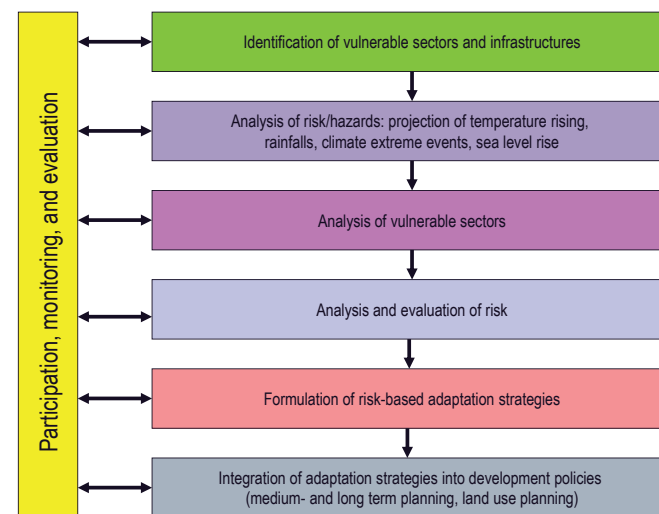 Participation, monitoring, and evaluation
Identification of vulnerable sectors and infrastructures
Analysis of risk/hazards: projection of temperature rising,
rainfalls, climate extreme events, sea level rise
Analysis of vulnerable sectors
Analysis and evaluation of risk
Formulation of risk-based adaptation strategies
Integration of adaptation strategies into development policies
(medium- and long term planning, land use planning)